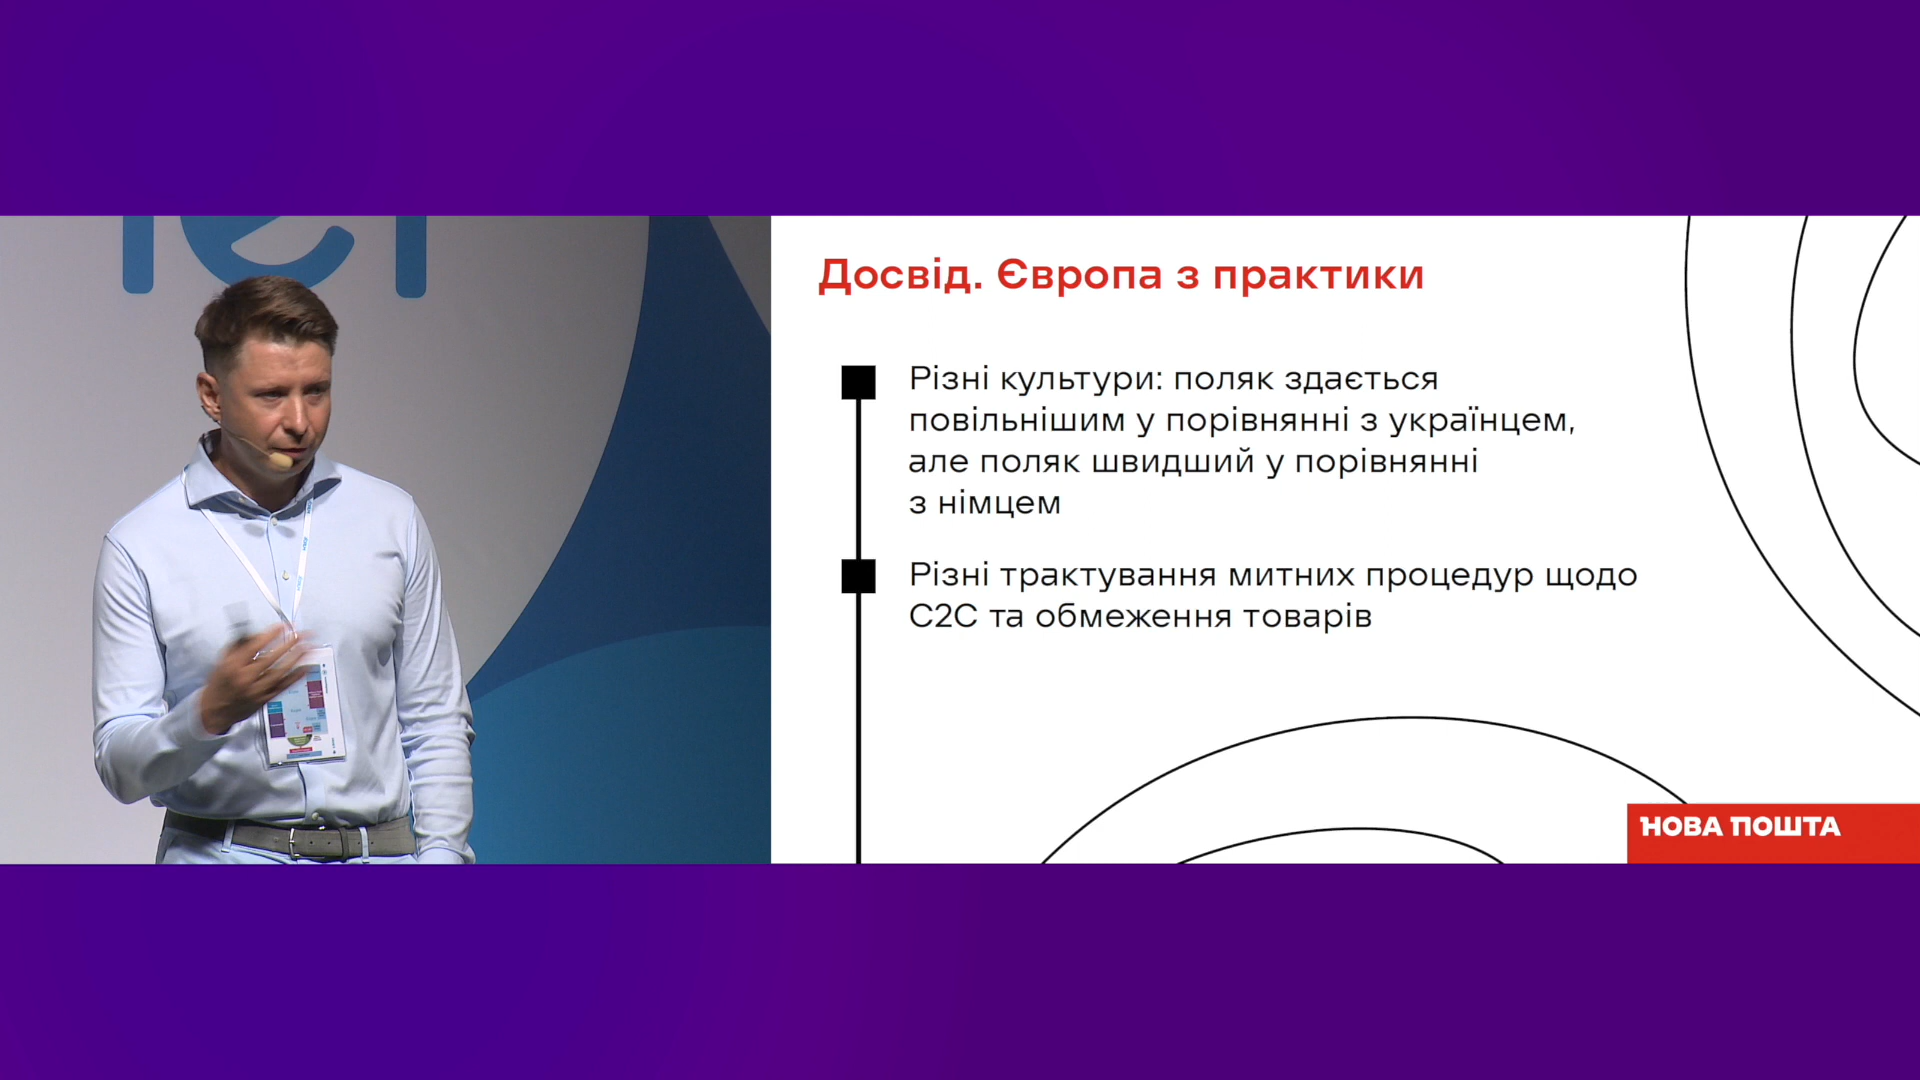 Досвід. Європа з практики
Різні культури: поляк здається
повільнішим у порівнянні з українцем,
але поляк швидший у порівнянні
з німцем
Різні трактування митних процедур щодо
C2C та обмеження товарів
НОВА ПОШТА